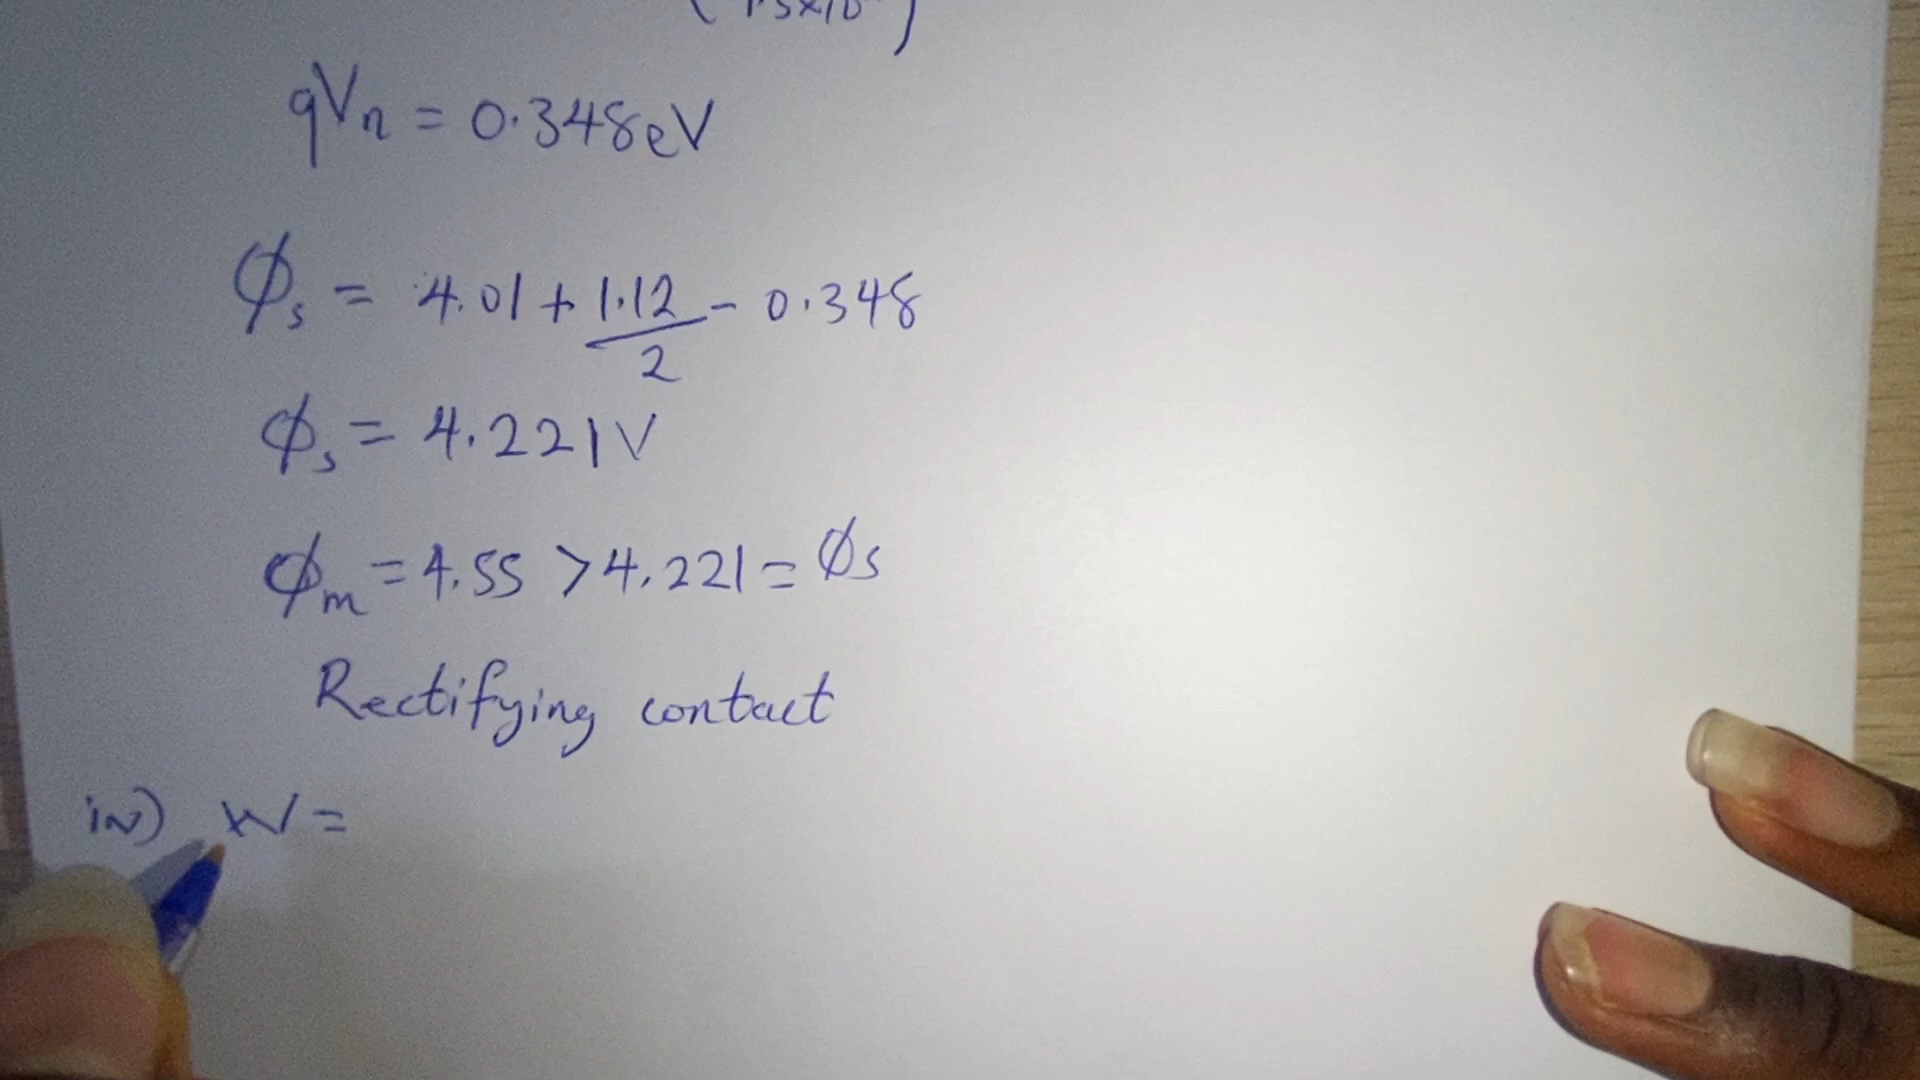 qVn = 0.348eV
Φs = 4.01 + 1.12/2 - 0.348
Φs = 4.221V
Φm = 4.55 > 4.221 = Φs
Rectifying contact
iv) W =